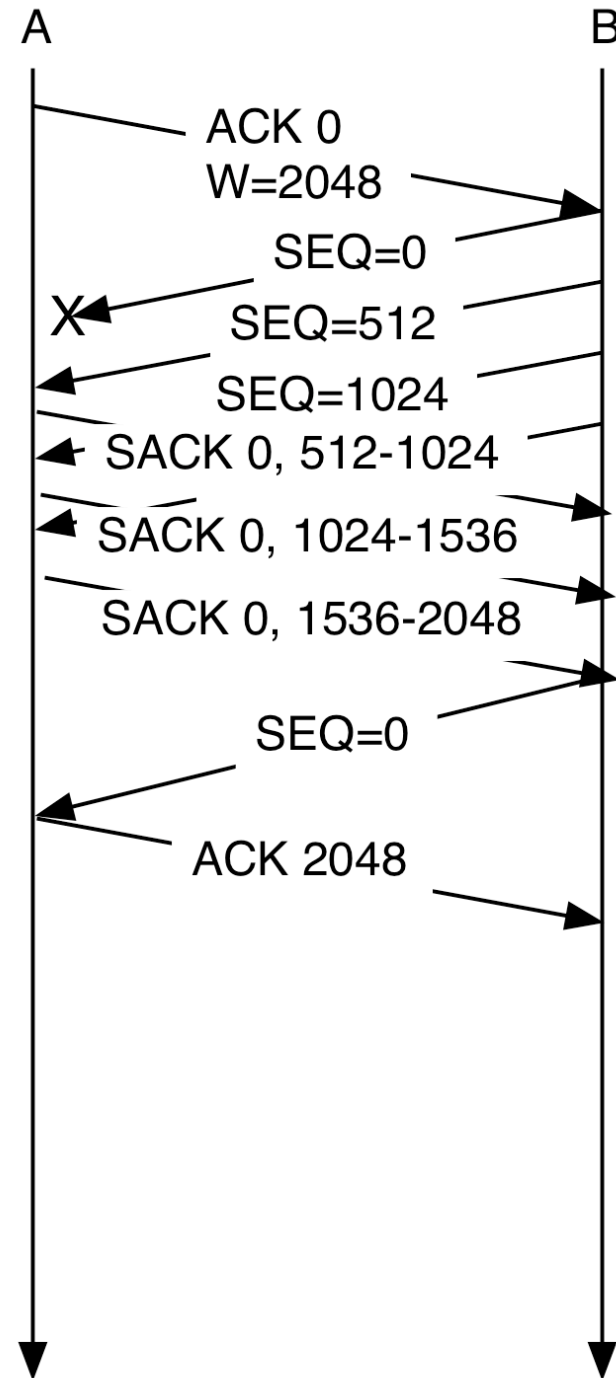 A
B
ACK 0
W=2048
SEQ=0
X
SEQ=512
SEQ=1024
SACK 0, 512-1024
SACK 0, 1024-1536
SACK 0, 1536-2048
SEQ=0
ACK 2048